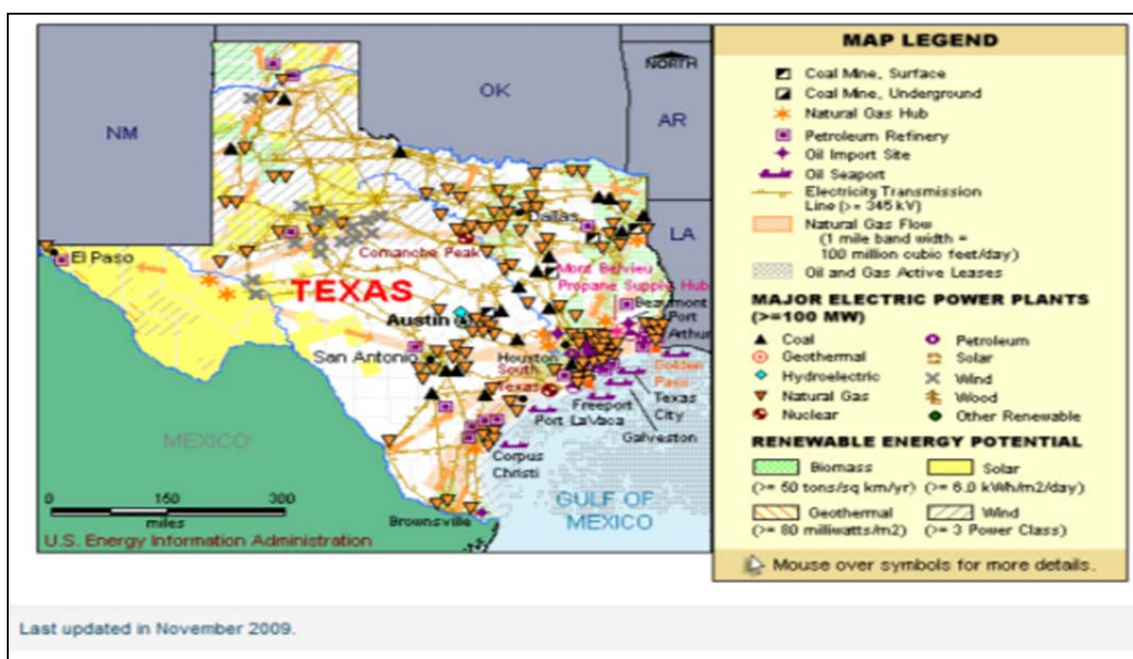 NM
OK
AR
LA
NORTH
El Paso
TEXAS
Comanche Peak
Dallas
Mont Belvieu
Propane Supply Hub
Beaumont
Port
Arthur
Austin
San Antonio
Houston
South
Texas
Golden
Pass
Texas
City
Freeport
Port LaVaca
Galveston
Corpus
Christi
MEXICO
GULF OF
MEXICO
Brownsville
0 150 300
miles
U.S. Energy Information Administration
MAP LEGEND
Coal Mine, Surface
Coal Mine, Underground
Natural Gas Hub
Petroleum Refinery
Oil Import Site
Oil Seaport
Electricity Transmission
Line (>= 345 kV)
Natural Gas Flow
(1 mile band width =
100 million cubic feet/day)
Oil and Gas Active Leases
MAJOR ELECTRIC POWER PLANTS
(>=100 MW)
Coal
Petroleum
Geothermal
Solar
Hydroelectric
Wind
Natural Gas
Wood
Nuclear
Other Renewable
RENEWABLE ENERGY POTENTIAL
Biomass
(>= 50 tons/sq km/yr)
Solar
(>= 6.0 kWh/m2/day)
Geothermal
(>= 80 milliwatts/m2)
Wind
(>= 3 Power Class)
Mouse over symbols for more details.
Last updated in November 2009.